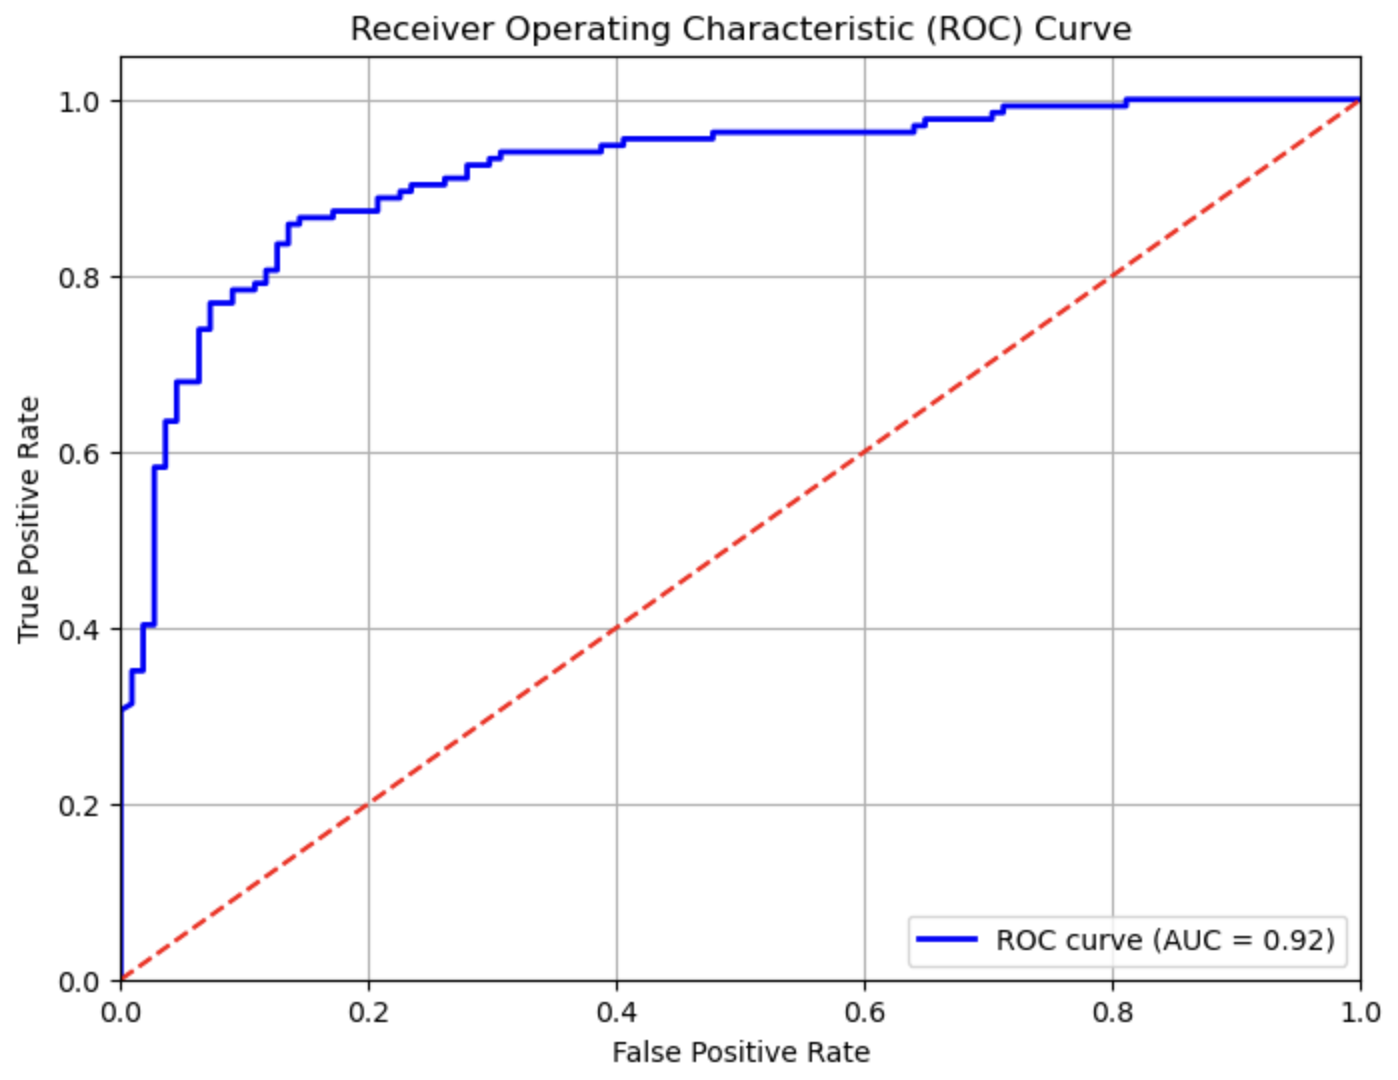 Receiver Operating Characteristic (ROC) Curve
1.0
0.8
0.6
0.4
0.2
0.0
True Positive Rate
ROC curve (AUC = 0.92)
0.0 0.2 0.4 0.6 0.8 1.0
False Positive Rate